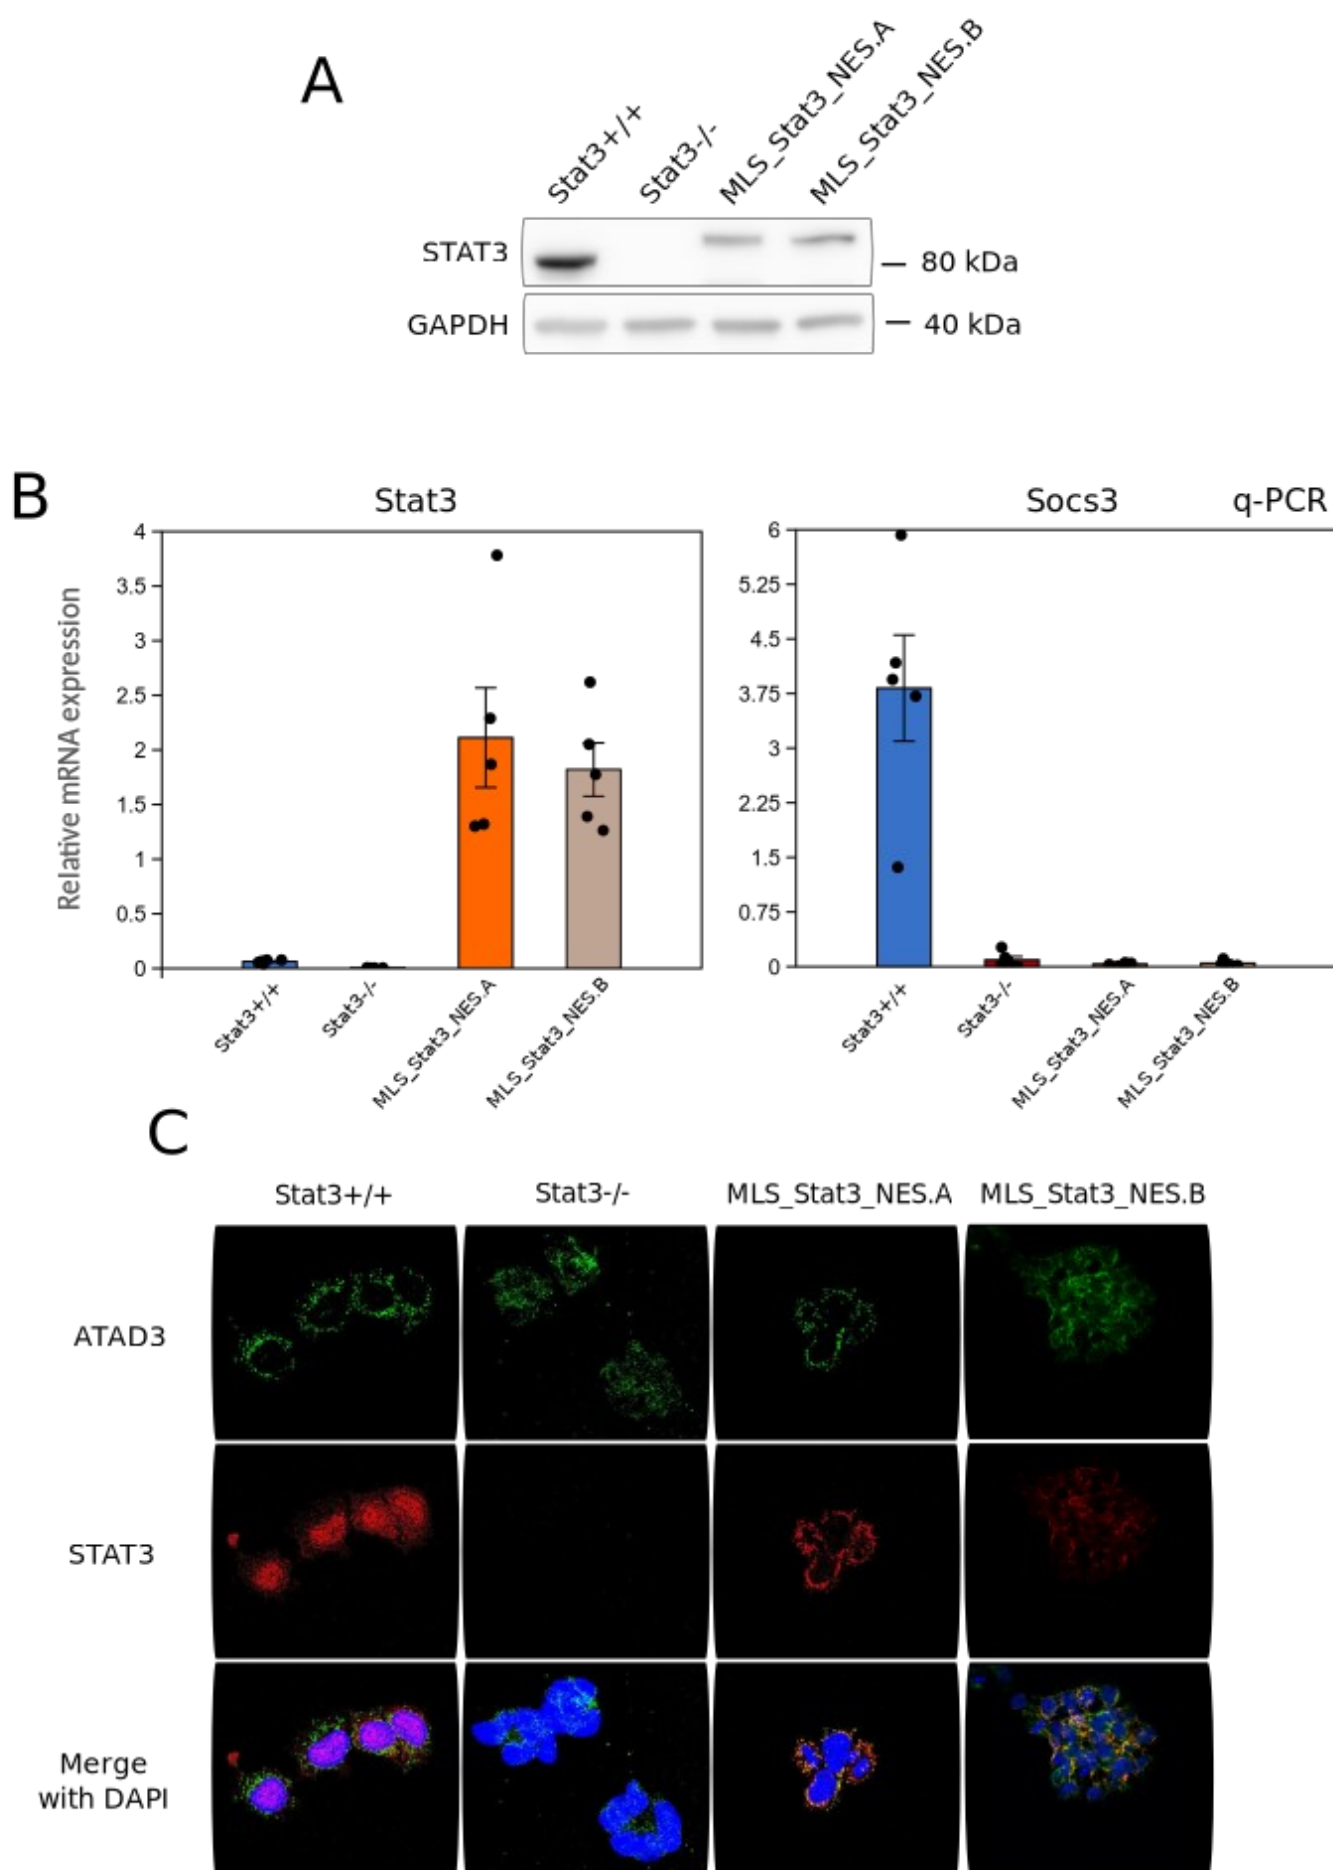 A
Stat3+/+
Stat3-/-
MLS_Stat3_NES.A
MLS_Stat3_NES.B
STAT3
80 kDa
GAPDH
40 kDa
B
Stat3
Socs3
q-PCR
Relative mRNA expression
4
3.5
3
2.5
2
1.5
1
0.5
0
Stat3+/+
Stat3-/-
MLS_Stat3_NES.A
MLS_Stat3_NES.B
6
5.25
4.5
3.75
3
2.25
1.5
0.75
0
Stat3+/+
Stat3-/-
MLS_Stat3_NES.A
MLS_Stat3_NES.B
C
Stat3+/+
Stat3-/-
MLS_Stat3_NES.A
MLS_Stat3_NES.B
ATAD3
STAT3
Merge
with DAPI